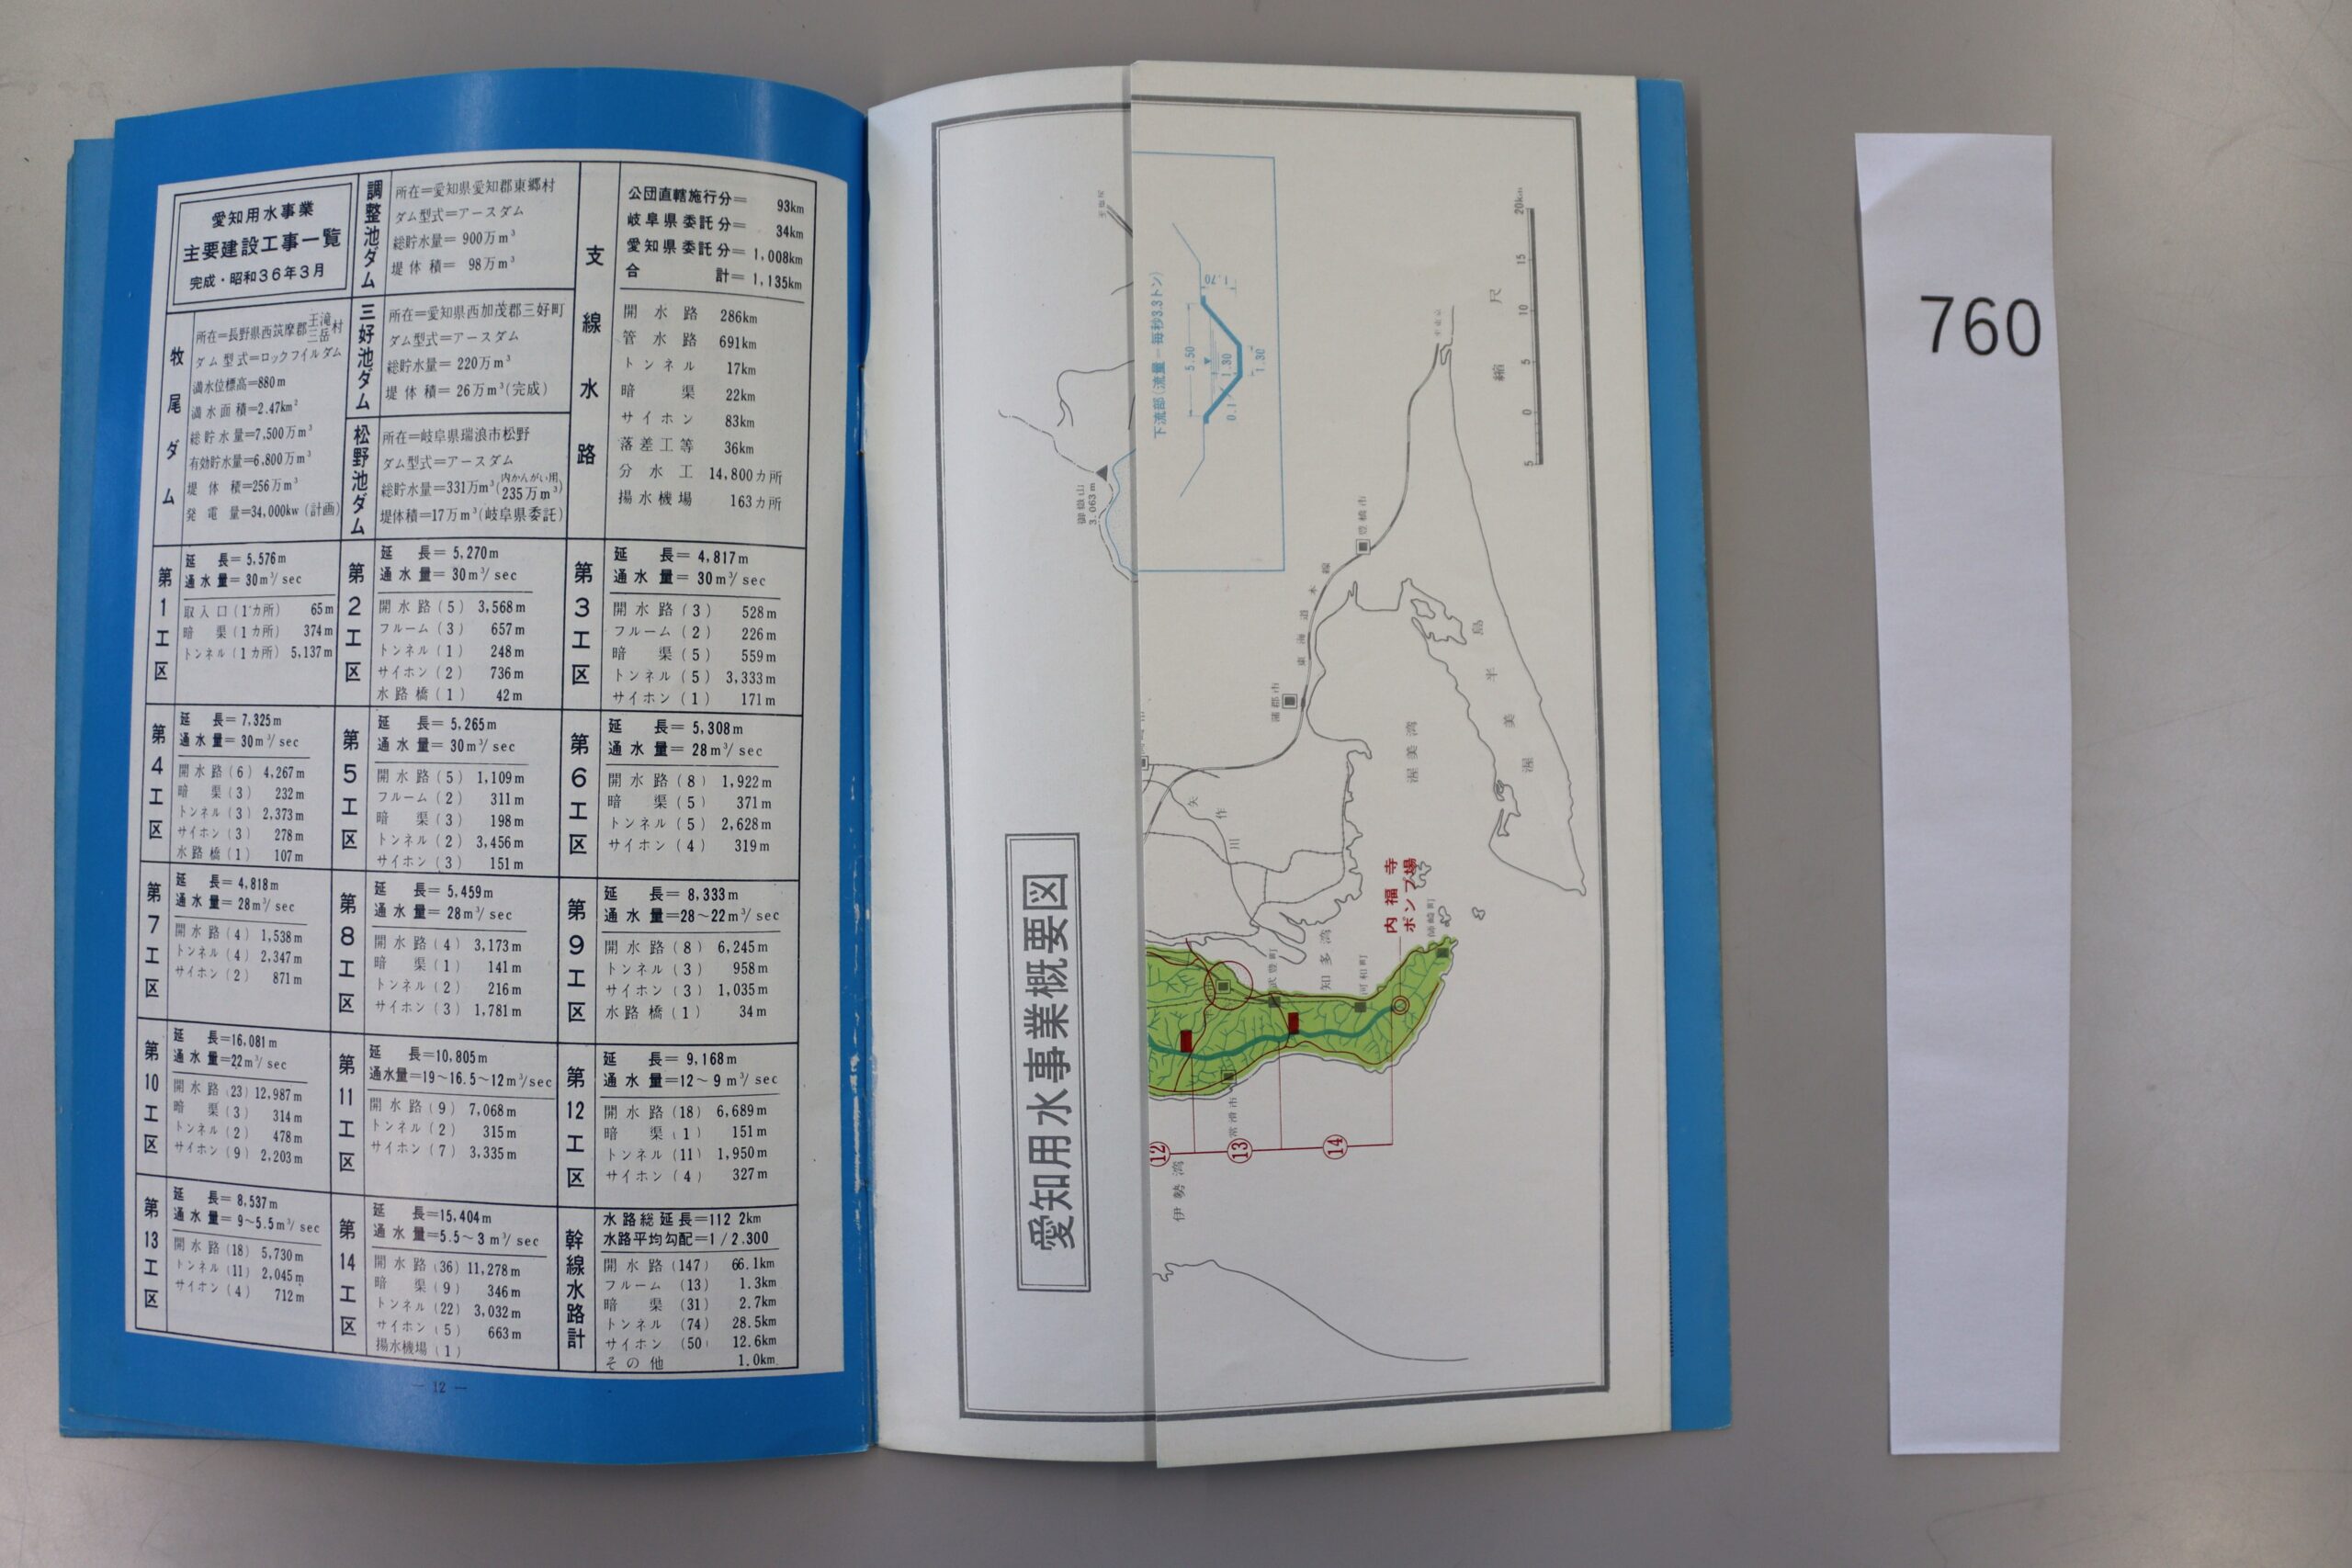 愛知用水事業
主要建設工事一覧
完成・昭和36年3月
牧尾ダム
所在=長野県西筑摩郡王滝三岳村
ダム型式=ロックフイルダム
満水位標高=880m
満水面積=2.47km²
総貯水量=7,500万m³
有効貯水量=6,800万m³
堤体積=256万m³
発電量=34,000kw(計画)
調整池ダム
所在=愛知県愛知郡東郷村
ダム型式=アースダム
総貯水量= 900万m³
堤体積= 98万m³
三好池ダム
所在=愛知県西加茂郡三好町
ダム型式=アースダム
総貯水量= 220万m³
堤体積= 26万m³(完成)
松野池ダム
所在=岐阜県瑞浪市松野
ダム型式=アースダム
総貯水量=331万m³(内かんがい用235万m³)
堤体積=17万m³(岐阜県委託)
支線水路
公団直轄施行分= 93km
岐阜県委託分= 34km
愛知県委託分= 1,008km
合計= 1,135km
開水路 286km
管水路 691km
トンネル 17km
暗渠 22km
サイホン 83km
落差工等 36km
分水工 14,800カ所
揚水機場 163カ所
第1工区
延長= 5,576m
通水量= 30m³/sec
取入口(1カ所) 65m
暗渠(1カ所) 374m
トンネル(1カ所) 5,137m
第2工区
延長= 5,270m
通水量= 30m³/sec
開水路(5) 3,568m
フルーム(3) 657m
トンネル(1) 248m
サイホン(2) 736m
水路橋(1) 42m
第3工区
延長= 4,817m
通水量= 30m³/sec
開水路(3) 528m
フルーム(2) 226m
暗渠(5) 559m
トンネル(5) 3,333m
サイホン(1) 171m
第4工区
延長= 7,325m
通水量= 30m³/sec
開水路(6) 4,267m
暗渠(3) 232m
トンネル(3) 2,373m
サイホン(3) 278m
水路橋(1) 107m
第5工区
延長= 5,265m
通水量= 30m³/sec
開水路(5) 1,109m
フルーム(2) 311m
暗渠(3) 198m
トンネル(2) 3,456m
サイホン(3) 151m
第6工区
延長= 5,308m
通水量= 28m³/sec
開水路(8) 1,922m
暗渠(5) 371m
トンネル(5) 2,628m
サイホン(4) 319m
第7工区
延長= 4,818m
通水量= 28m³/sec
開水路(4) 1,538m
トンネル(4) 2,347m
サイホン(2) 871m
第8工区
延長= 5,459m
通水量= 28m³/sec
開水路(4) 3,173m
暗渠(1) 141m
トンネル(2) 216m
サイホン(3) 1,781m
第9工区
延長= 8,333m
通水量=28~22m³/sec
開水路(8) 6,245m
トンネル(3) 958m
サイホン(3) 1,035m
水路橋(1) 34m
第10工区
延長=16,081m
通水量=22m³/sec
開水路(23) 12,987m
暗渠(3) 314m
トンネル(2) 478m
サイホン(9) 2,203m
第11工区
延長=10,805m
通水量=19~16.5~12m³/sec
開水路(9) 7,068m
トンネル(2) 315m
サイホン(7) 3,335m
第12工区
延長= 9,168m
通水量=12~9m³/sec
開水路(18) 6,689m
暗渠(1) 151m
トンネル(11) 1,950m
サイホン(4) 327m
第13工区
延長= 8,537m
通水量= 9~5.5m³/sec
開水路(18) 5,730m
トンネル(11) 2,045m
サイホン(4) 712m
第14工区
延長=15,404m
通水量=5.5~3m³/sec
開水路(36) 11,278m
暗渠(9) 346m
トンネル(22) 3,032m
サイホン(5) 663m
揚水機場(1)
幹線水路計
水路総延長=112 2km
水路平均勾配=1/2.300
開水路(147) 66.1km
フルーム(13) 1.3km
暗渠(31) 2.7km
トンネル(74) 28.5km
サイホン(50) 12.6km
その他 1.0km
— 12 —
愛知用水事業概要図
御嶽山
3,063m
下流部(流量-毎秒3.3トン)
5.50
1.30
1.30
縮尺
5 0 5 10 15 20km
豊橋市
東海道本線
蒲郡市
渥美半島
渥美湾
矢作川
内福寺
ポンプ場
師崎町
知多湾
河和町
武豊町
常滑市
伊勢湾
⑫
⑬
⑭
760